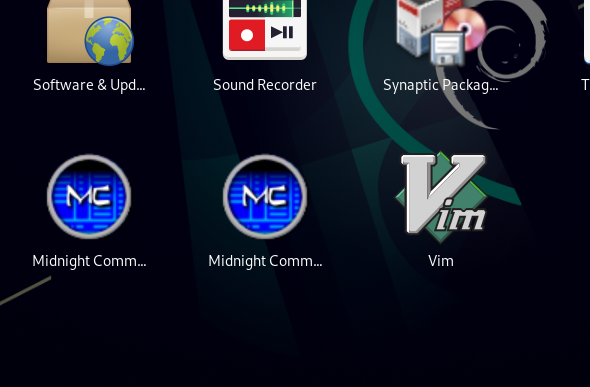 Software & Upd...
Sound Recorder
Synaptic Packag...
T
MC
MC
Vim
Midnight Comm...
Midnight Comm...
Vim